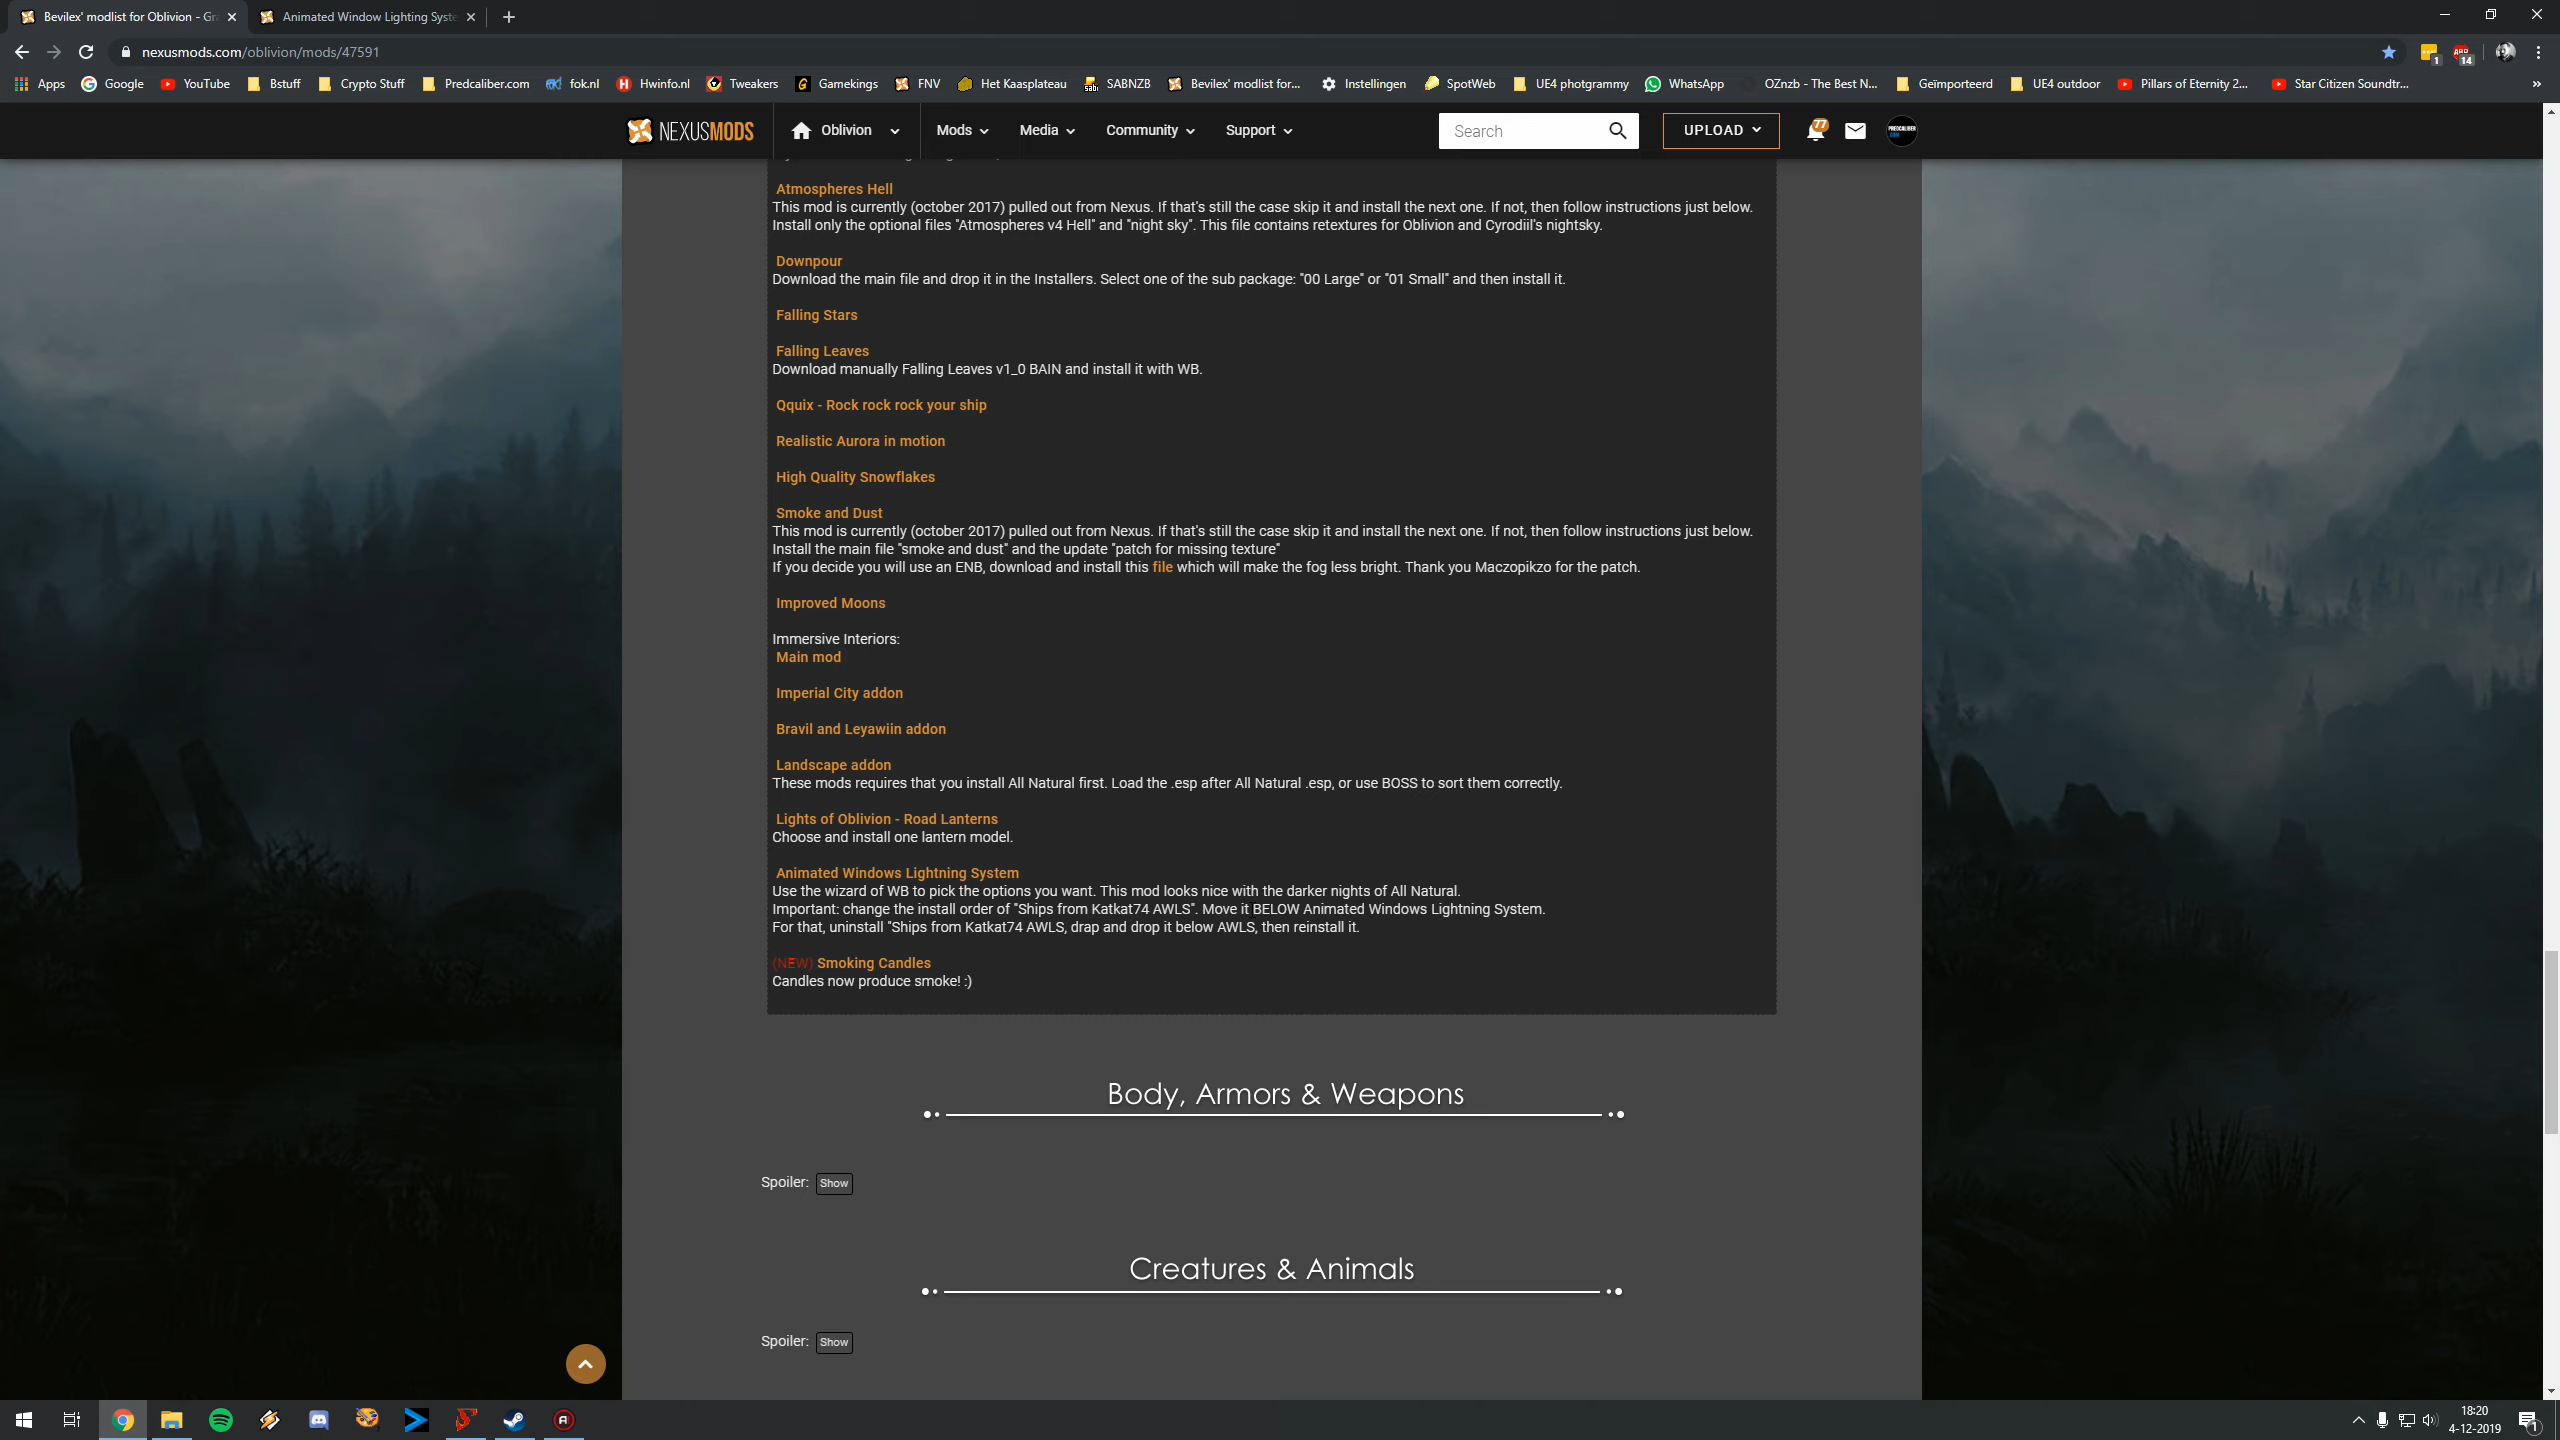 Bevilex' modlist for Oblivion - Gr
Animated Window Lighting Syste
nexusmods.com/oblivion/mods/47591
1
14
Apps
Google
YouTube
Bstuff
Crypto Stuff
Predcaliber.com
fok.nl
Hwinfo.nl
Tweakers
Gamekings
FNV
Het Kaasplateau
SABNZB
Bevilex' modlist for...
Instellingen
SpotWeb
UE4 photgrammy
WhatsApp
OZnzb - The Best N...
Geïmporteerd
UE4 outdoor
Pillars of Eternity 2...
Star Citizen Soundtr...
NEXUSMODS
Oblivion
Mods
Media
Community
Support
Search
UPLOAD
77
Atmospheres Hell
This mod is currently (october 2017) pulled out from Nexus. If that's still the case skip it and install the next one. If not, then follow instructions just below.
Install only the optional files "Atmospheres v4 Hell" and "night sky". This file contains retextures for Oblivion and Cyrodiil's nightsky.
Downpour
Download the main file and drop it in the Installers. Select one of the sub package: "00 Large" or "01 Small" and then install it.
Falling Stars
Falling Leaves
Download manually Falling Leaves v1_0 BAIN and install it with WB.
Qquix - Rock rock rock your ship
Realistic Aurora in motion
High Quality Snowflakes
Smoke and Dust
This mod is currently (october 2017) pulled out from Nexus. If that's still the case skip it and install the next one. If not, then follow instructions just below.
Install the main file "smoke and dust" and the update "patch for missing texture"
If you decide you will use an ENB, download and install this file which will make the fog less bright. Thank you Maczopikzo for the patch.
Improved Moons
Immersive Interiors:
Main mod
Imperial City addon
Bravil and Leyawiin addon
Landscape addon
These mods requires that you install All Natural first. Load the .esp after All Natural .esp, or use BOSS to sort them correctly.
Lights of Oblivion - Road Lanterns
Choose and install one lantern model.
Animated Windows Lightning System
Use the wizard of WB to pick the options you want. This mod looks nice with the darker nights of All Natural.
Important: change the install order of "Ships from Katkat74 AWLS". Move it BELOW Animated Windows Lightning System.
For that, uninstall "Ships from Katkat74 AWLS, drap and drop it below AWLS, then reinstall it.
(NEW) Smoking Candles
Candles now produce smoke! :)
Body, Armors & Weapons
Spoiler: Show
Creatures & Animals
Spoiler: Show
18:20
4-12-2019
1